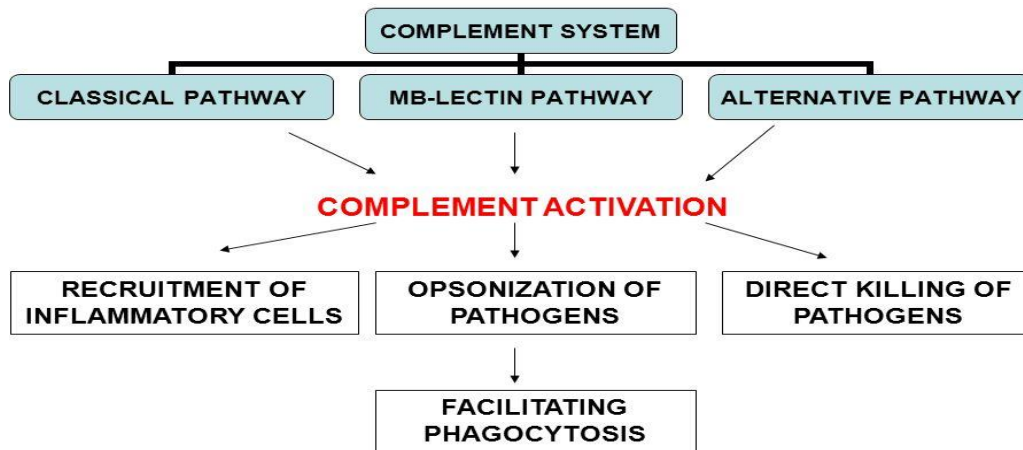 COMPLEMENT SYSTEM
CLASSICAL PATHWAY
MB-LECTIN PATHWAY
ALTERNATIVE PATHWAY
COMPLEMENT ACTIVATION
RECRUITMENT OF
INFLAMMATORY CELLS
OPSONIZATION OF
PATHOGENS
DIRECT KILLING OF
PATHOGENS
FACILITATING
PHAGOCYTOSIS